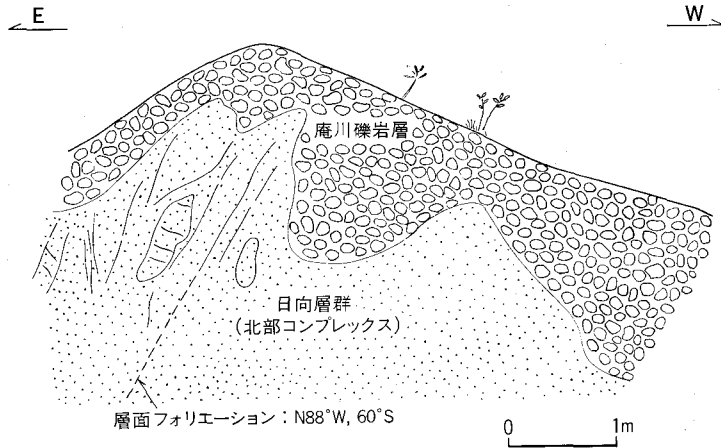 E
W
庵川礫岩層
日向層群
(北部コンプレックス)
層面フォリエーション：N88°W, 60°S
0 1m